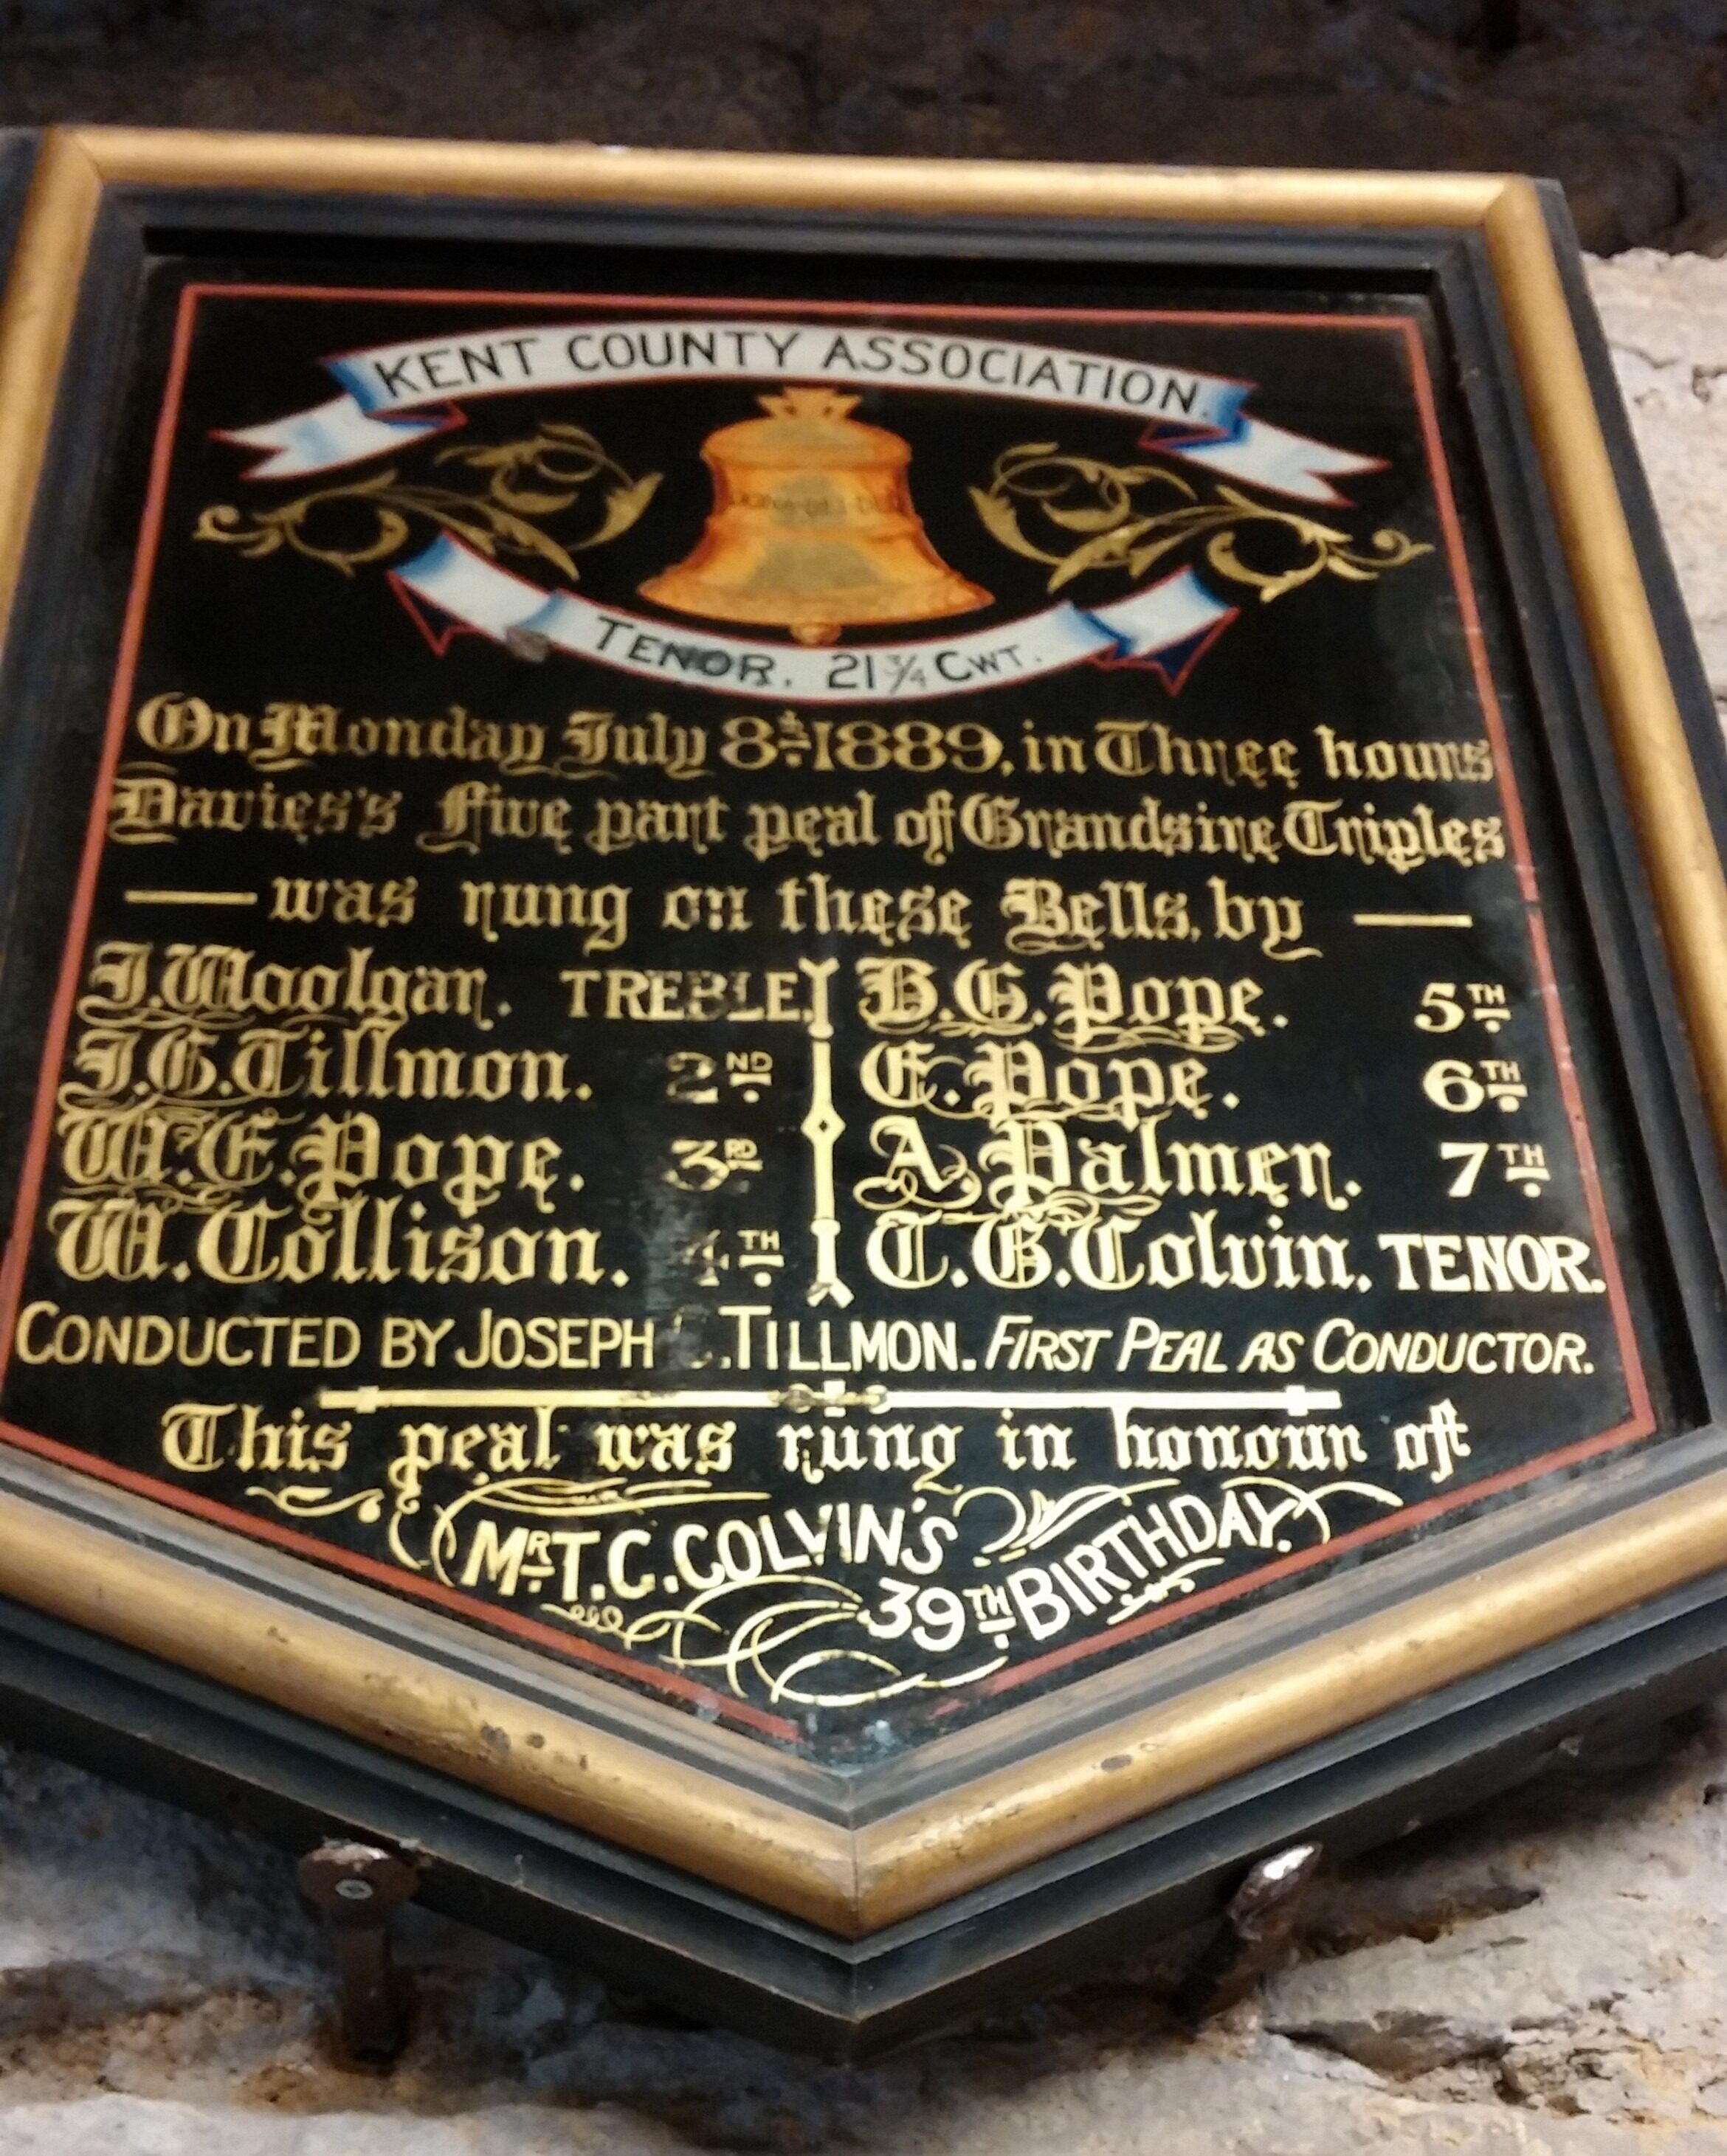 KENT COUNTY ASSOCIATION.
TENOR. 21 3/4 CWT.
On Monday July 8th 1889, in Three hours
Davies's Five part peal of Grandsire Triples
— was rung on these Bells, by —
J. Woolgar. TREBLE. B. G. Pope. 5TH
J. G. Tillmon. 2ND E. Pope. 6TH
W. E. Pope. 3RD A. Palmer. 7TH
W. Collison. 4TH T. G. Colvin, TENOR.
CONDUCTED BY JOSEPH TILLMON. FIRST PEAL AS CONDUCTOR.
This peal was rung in honour of
MR T. C. COLVIN'S
39TH BIRTHDAY.